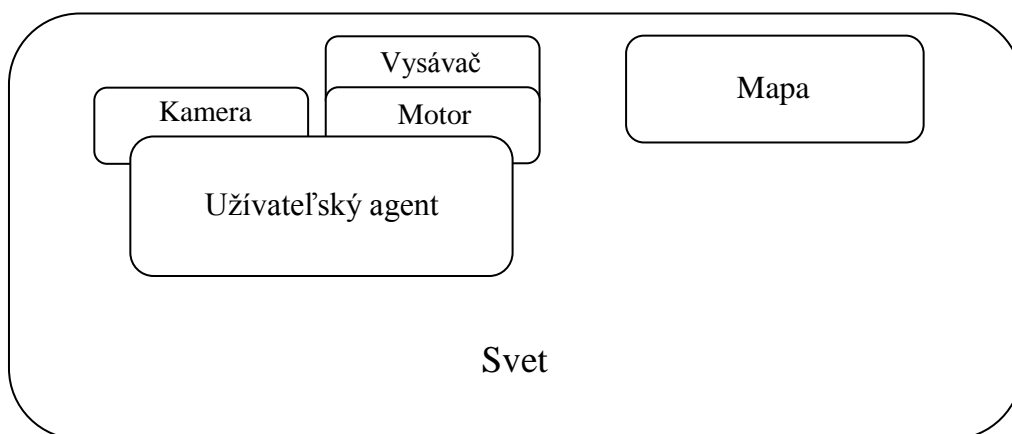 Vysávač
Mapa
Kamera
Motor
Užívateľský agent
Svet